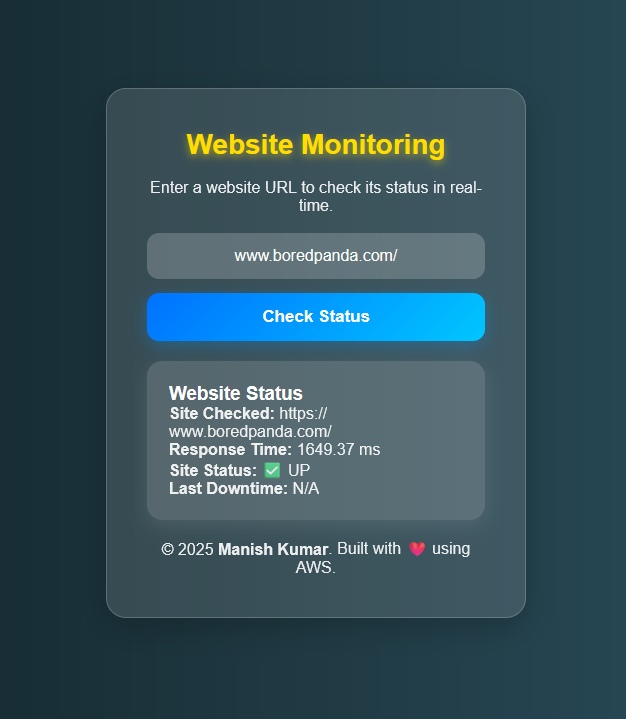 Website Monitoring
Enter a website URL to check its status in real-
time.
www.boredpanda.com/
Check Status
Website Status
Site Checked: https://
www.boredpanda.com/
Response Time: 1649.37 ms
Site Status: ✅ UP
Last Downtime: N/A
© 2025 Manish Kumar. Built with 💗 using
AWS.